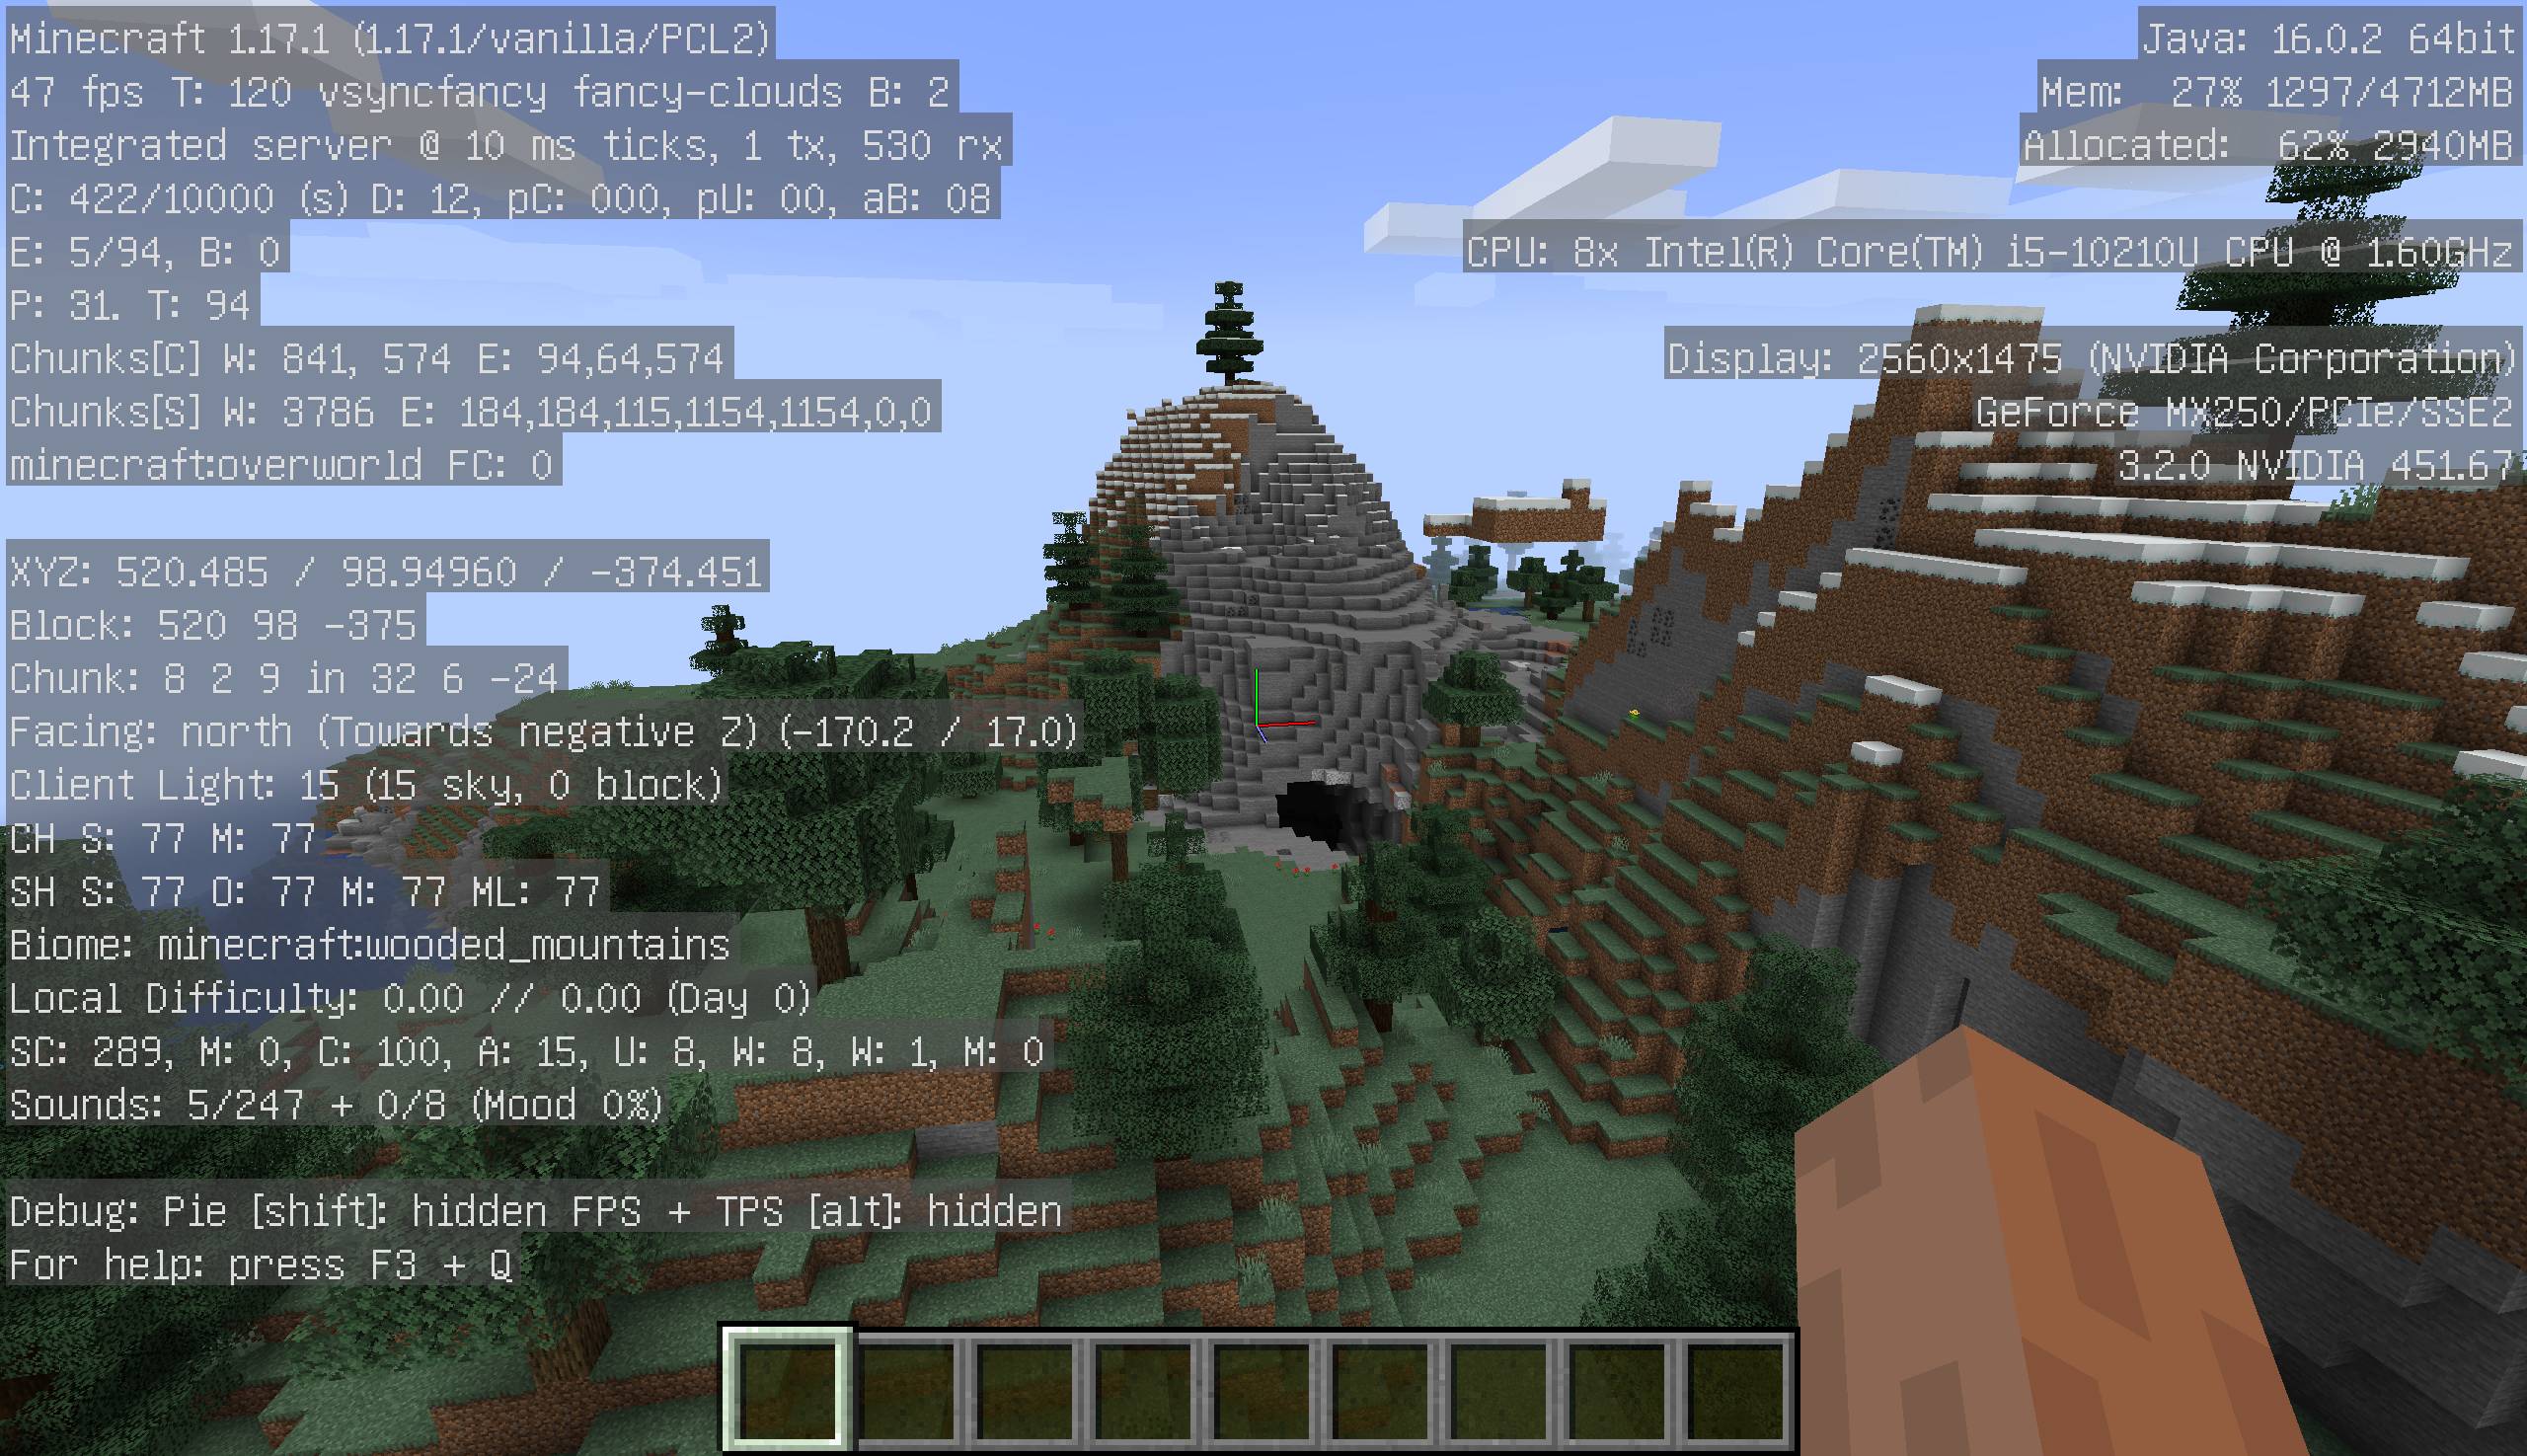 Minecraft 1.17.1 (1.17.1/vanilla/PCL2)
47 fps T: 120 vsyncfancy fancy-clouds B: 2
Integrated server @ 10 ms ticks, 1 tx, 530 rx
C: 422/10000 (s) D: 12, pC: 000, pU: 00, aB: 08
E: 5/94, B: 0
P: 31. T: 94
Chunks[C] W: 841, 574 E: 94,64,574
Chunks[S] W: 3786 E: 184,184,115,1154,1154,0,0
minecraft:overworld FC: 0
XYZ: 520.485 / 98.94960 / -374.451
Block: 520 98 -375
Chunk: 8 2 9 in 32 6 -24
Facing: north (Towards negative Z) (-170.2 / 17.0)
Client Light: 15 (15 sky, 0 block)
CH S: 77 M: 77
SH S: 77 O: 77 M: 77 ML: 77
Biome: minecraft:wooded_mountains
Local Difficulty: 0.00 // 0.00 (Day 0)
SC: 289, M: 0, C: 100, A: 15, U: 8, W: 8, W: 1, M: 0
Sounds: 5/247 + 0/8 (Mood 0%)
Debug: Pie [shift]: hidden FPS + TPS [alt]: hidden
For help: press F3 + Q
Java: 16.0.2 64bit
Mem: 27% 1297/4712MB
Allocated: 62% 2940MB
CPU: 8x Intel(R) Core(TM) i5-10210U CPU @ 1.60GHz
Display: 2560x1475 (NVIDIA Corporation)
GeForce MX250/PCIe/SSE2
3.2.0 NVIDIA 451.67